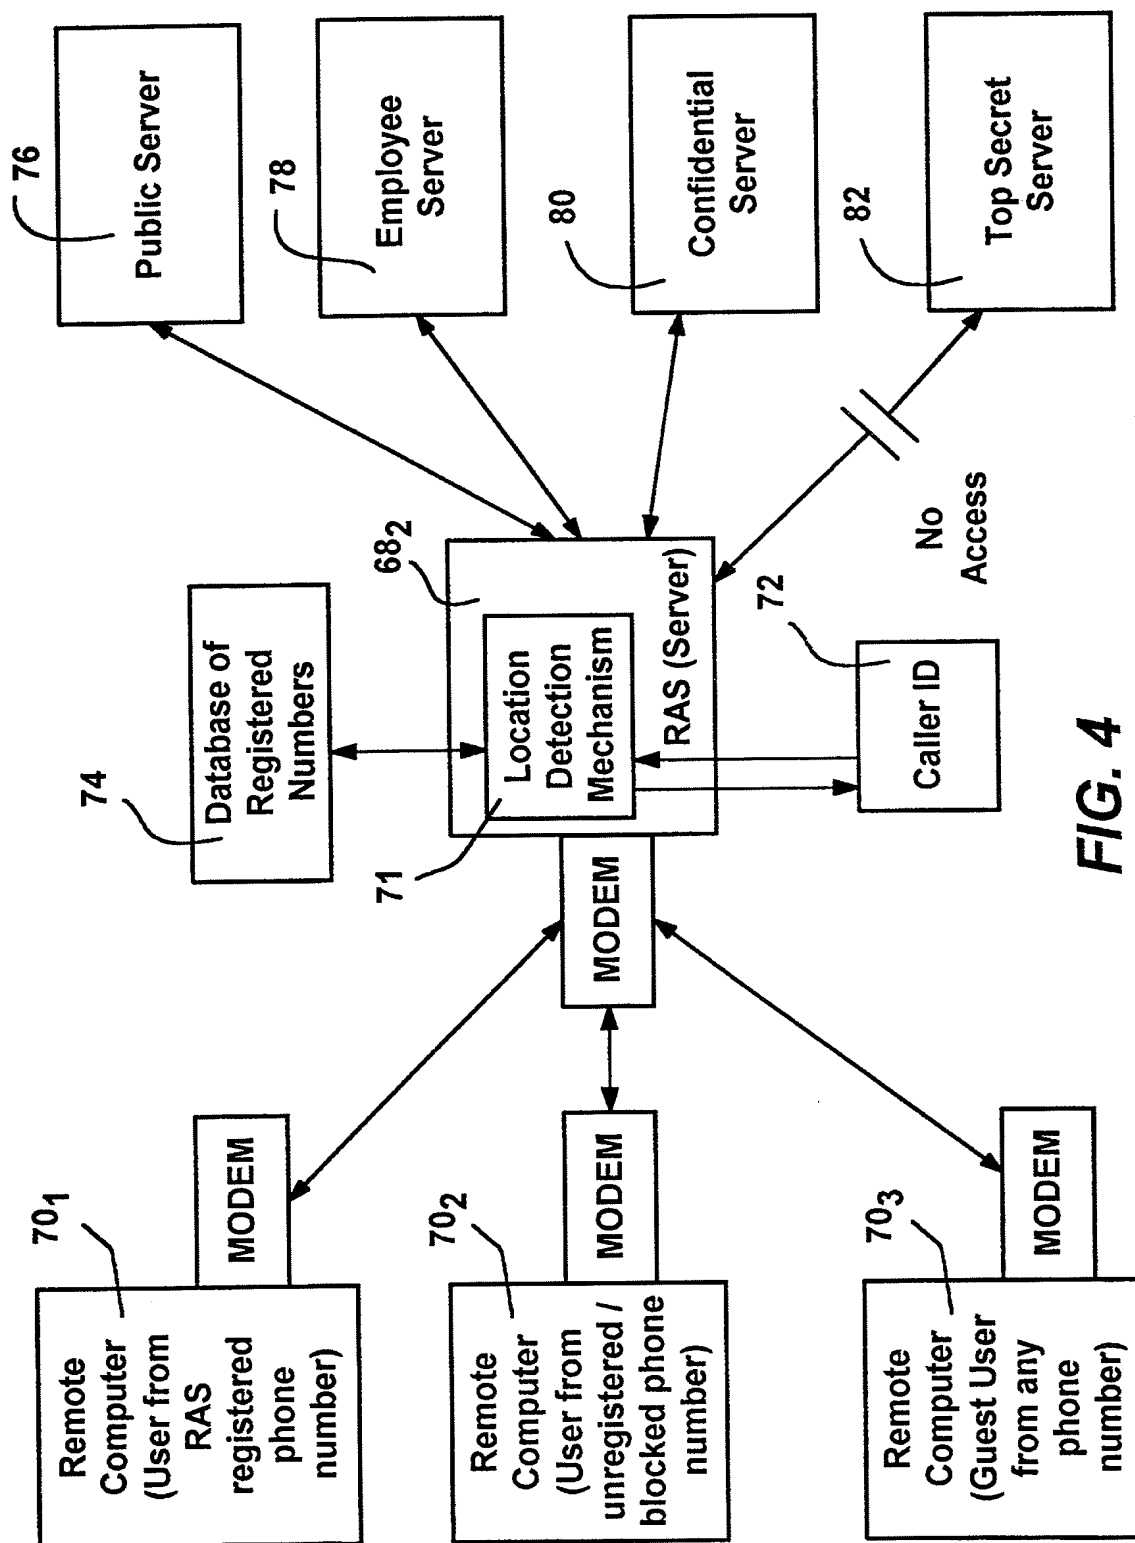 70₁
Remote
Computer
(User from
RAS
registered
phone
number)
MODEM
70₂
Remote
Computer
(User from
unregistered /
blocked phone
number)
MODEM
70₃
Remote
Computer
(Guest User
from any
phone
number)
MODEM
74
Database of
Registered
Numbers
MODEM
71
68₂
Location
Detection
Mechanism
RAS (Server)
72
Caller ID
76
Public Server
78
Employee
Server
80
Confidential
Server
82
Top Secret
Server
No
Access
FIG. 4